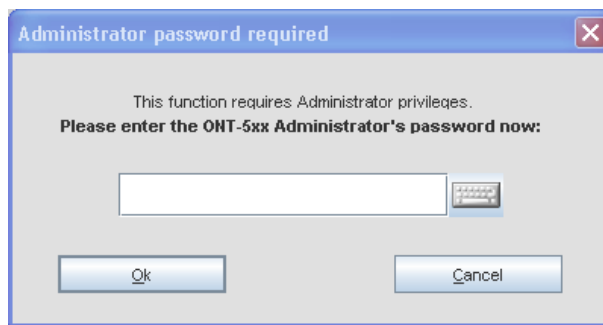 Administrator password required
This function requires Administrator privileges.
Please enter the ONT-5xx Administrator's password now:
Ok
Cancel